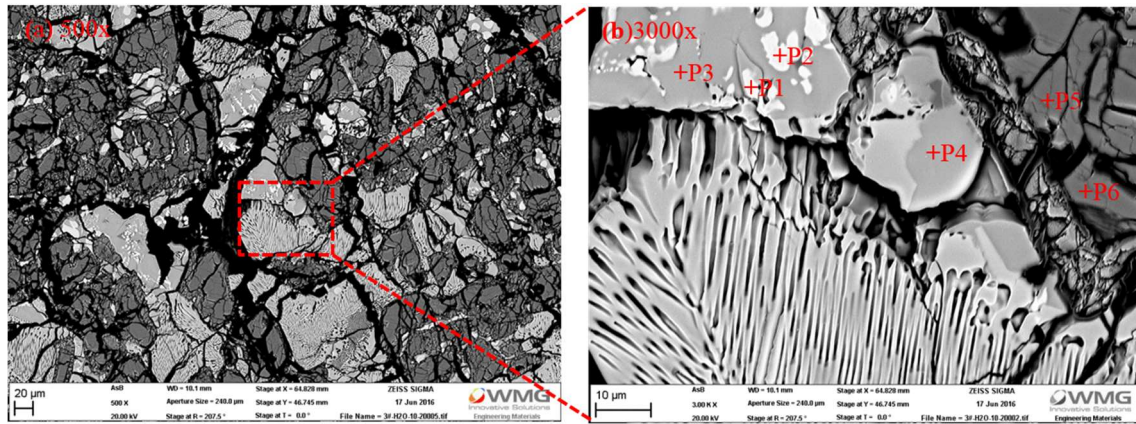 (a) 500x
20 µm
AsB
500 X
20.00 kV
WD = 10.1 mm
Aperture Size = 240.0 µm
Stage at R = 207.5 °
Stage at X = 64.828 mm
Stage at Y = 46.745 mm
Stage at T = 0.0 °
ZEISS SIGMA
17 Jun 2016
File Name = 3#.H2O-10-20005.tif
WMG
Innovative Solutions
Engineering Materials
(b)3000x
+P3
+P2
+P1
+P4
+P5
+P6
10 µm
AsB
3.00 K X
20.00 kV
WD = 10.1 mm
Aperture Size = 240.0 µm
Stage at R = 207.5 °
Stage at X = 64.828 mm
Stage at Y = 46.745 mm
Stage at T = 0.0 °
ZEISS SIGMA
17 Jun 2016
File Name = 3#.H2O-10-20002.tif
WMG
Innovative Solutions
Engineering Materials